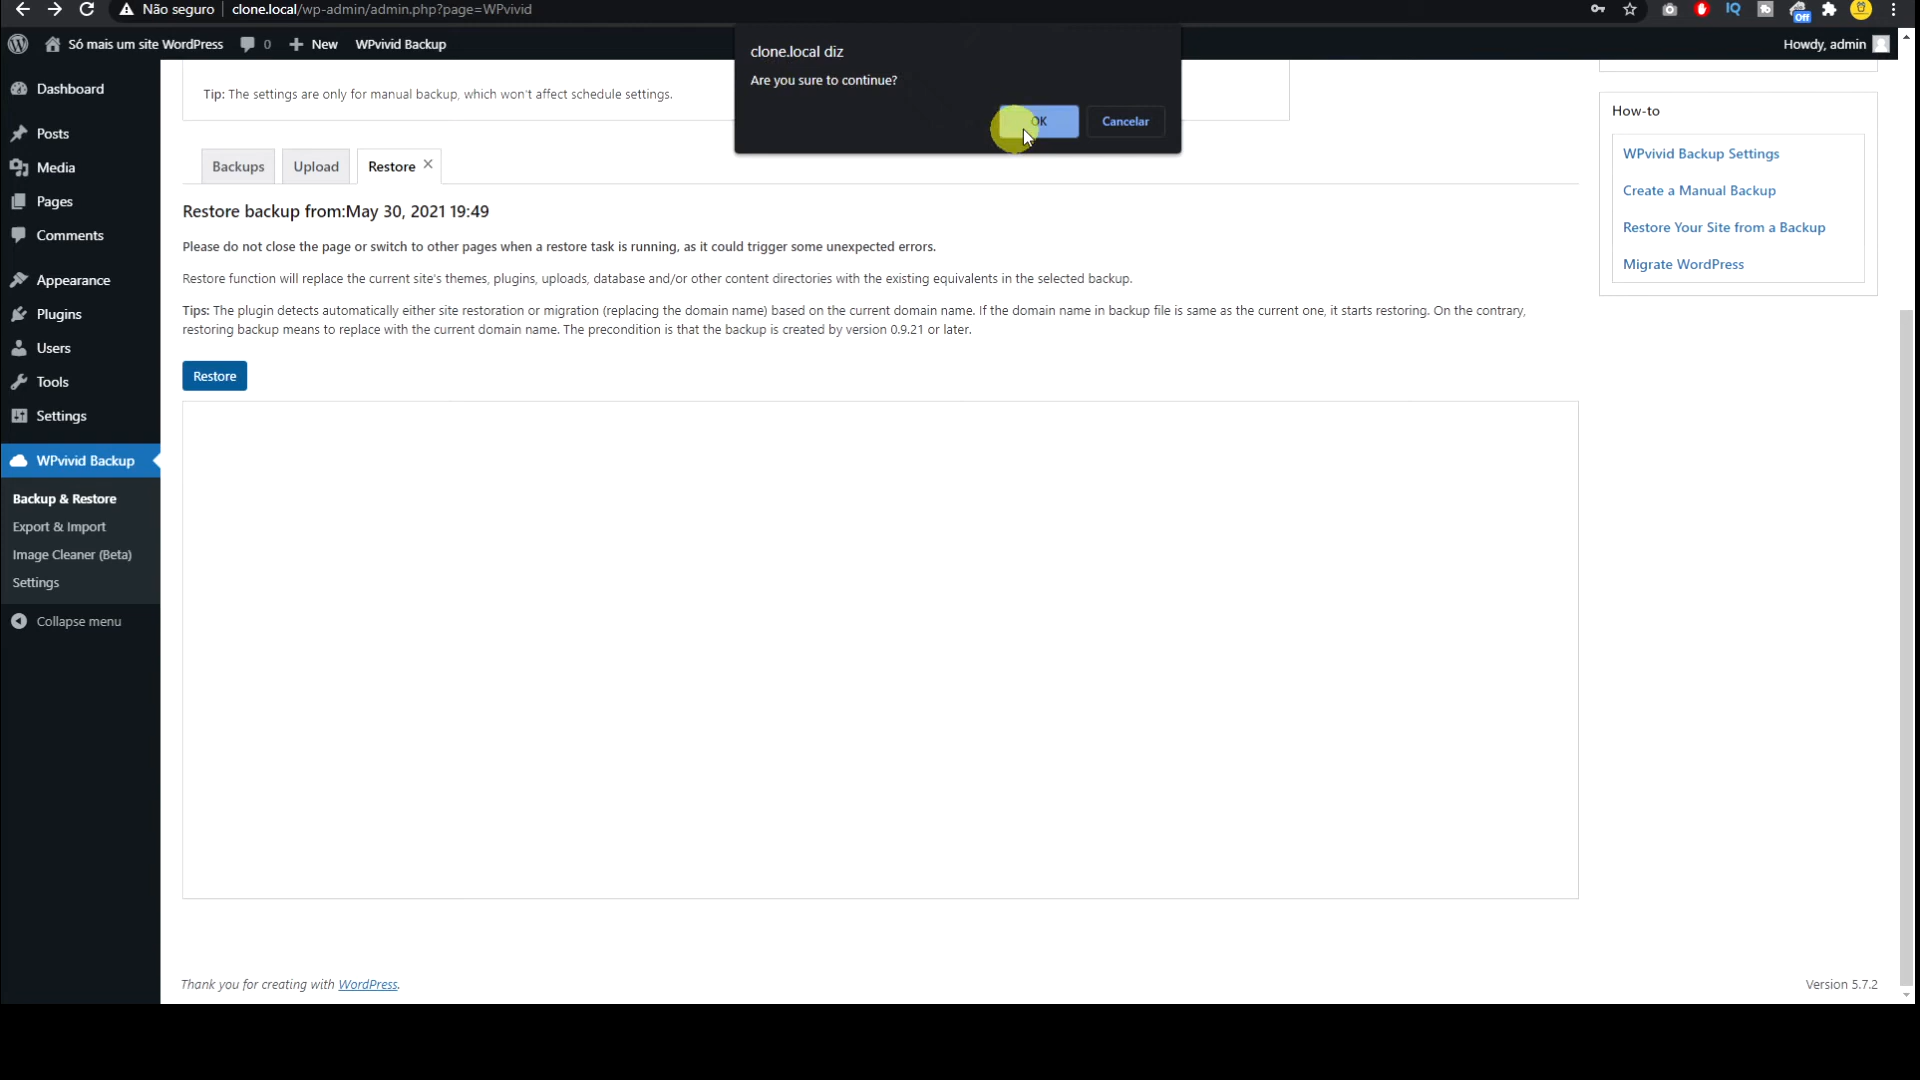 Não seguro clone.local/wp-admin/admin.php?page=WPvivid
IQ
Off
Só mais um site WordPress 0 New WPvivid Backup
Howdy, admin
clone.local diz
Are you sure to continue?
OK Cancelar
Dashboard
Posts
Media
Pages
Comments
Appearance
Plugins
Users
Tools
Settings
WPvivid Backup
Backup & Restore
Export & Import
Image Cleaner (Beta)
Settings
Collapse menu
Tip: The settings are only for manual backup, which won't affect schedule settings.
Backups Upload Restore ×
Restore backup from:May 30, 2021 19:49
Please do not close the page or switch to other pages when a restore task is running, as it could trigger some unexpected errors.
Restore function will replace the current site's themes, plugins, uploads, database and/or other content directories with the existing equivalents in the selected backup.
Tips: The plugin detects automatically either site restoration or migration (replacing the domain name) based on the current domain name. If the domain name in backup file is same as the current one, it starts restoring. On the contrary,
restoring backup means to replace with the current domain name. The precondition is that the backup is created by version 0.9.21 or later.
Restore
How-to
WPvivid Backup Settings
Create a Manual Backup
Restore Your Site from a Backup
Migrate WordPress
Thank you for creating with WordPress.
Version 5.7.2